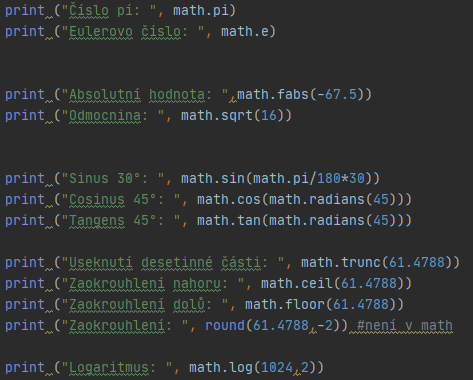 print ("Číslo pí: ", math.pi)
print ("Eulerovo číslo: ", math.e)
print ("Absolutní hodnota: ",math.fabs(-67.5))
print ("Odmocnina: ", math.sqrt(16))
print ("Sinus 30°: ", math.sin(math.pi/180*30))
print ("Cosinus 45°: ", math.cos(math.radians(45)))
print ("Tangens 45°: ", math.tan(math.radians(45)))
print ("Useknutí desetinné části: ", math.trunc(61.4788))
print ("Zaokrouhlení nahoru: ", math.ceil(61.4788))
print ("Zaokrouhlení dolů: ", math.floor(61.4788))
print ("Zaokrouhlení: ", round(61.4788,-2)) #není v math
print ("Logaritmus: ", math.log(1024,2))